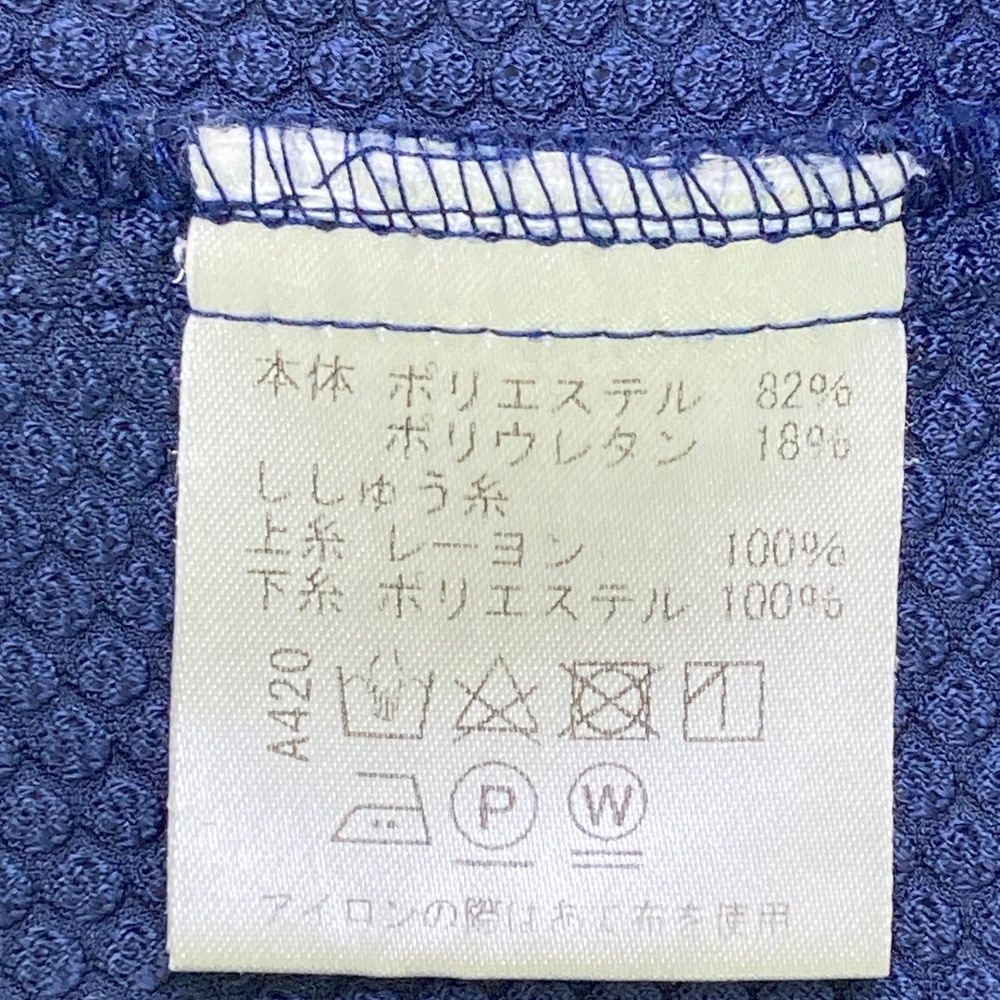 本体 ポリエステル 82%
ポリウレタン 18%
ししゅう糸
上糸 レーヨン 100%
下糸 ポリエステル 100%
A420
P W
アイロンの際はあて布を使用